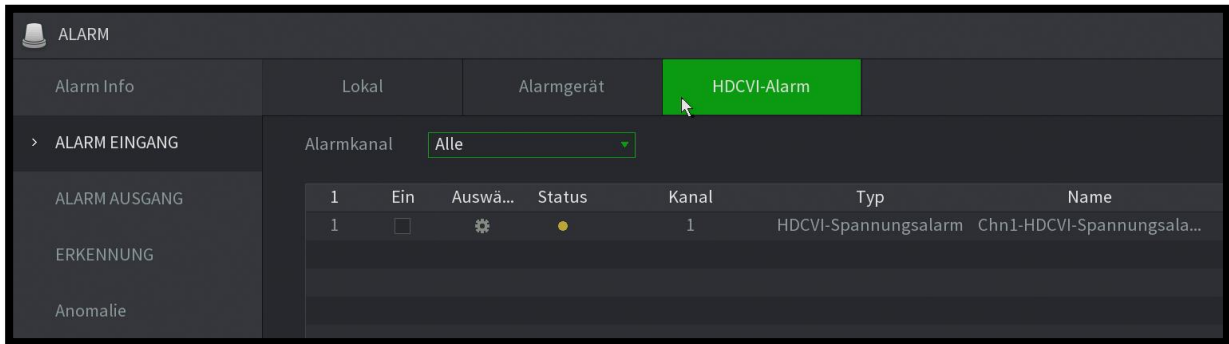 ALARM
Alarm Info
Lokal
Alarmgerät
HDCVI-Alarm
ALARM EINGANG
Alarmkanal
Alle
ALARM AUSGANG
1 Ein Auswä... Status Kanal Typ Name
1 1 HDCVI-Spannungsalarm Chn1-HDCVI-Spannungsala...
ERKENNUNG
Anomalie